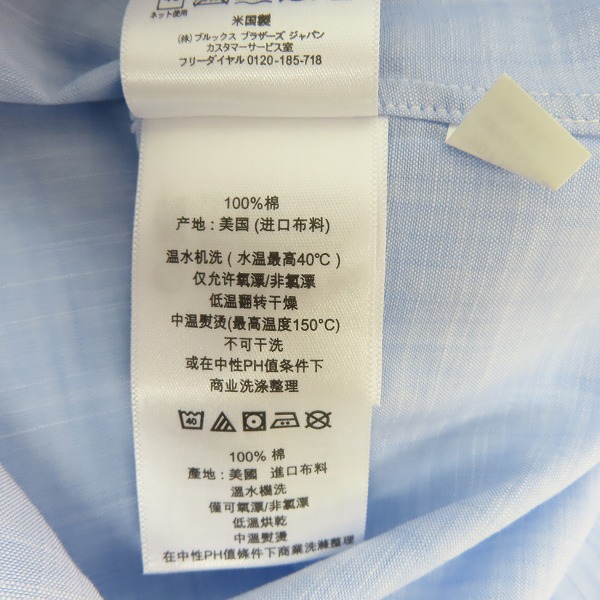 ネット使用
米国製
(株)ブルックス ブラザーズ ジャパン
カスタマーサービス室
フリーダイヤル 0120-185-718
100%棉
产地: 美国 (进口布料)
温水机洗 ( 水温最高40℃ )
仅允许氧漂/非氯漂
低温翻转干燥
中温熨烫(最高温度150°C)
不可干洗
或在中性PH值条件下
商业洗涤整理
40
100% 棉
產地: 美國 進口布料
溫水機洗
僅可氧漂/非氯漂
低溫烘乾
中溫熨燙
在中性PH值條件下商業洗滌整理